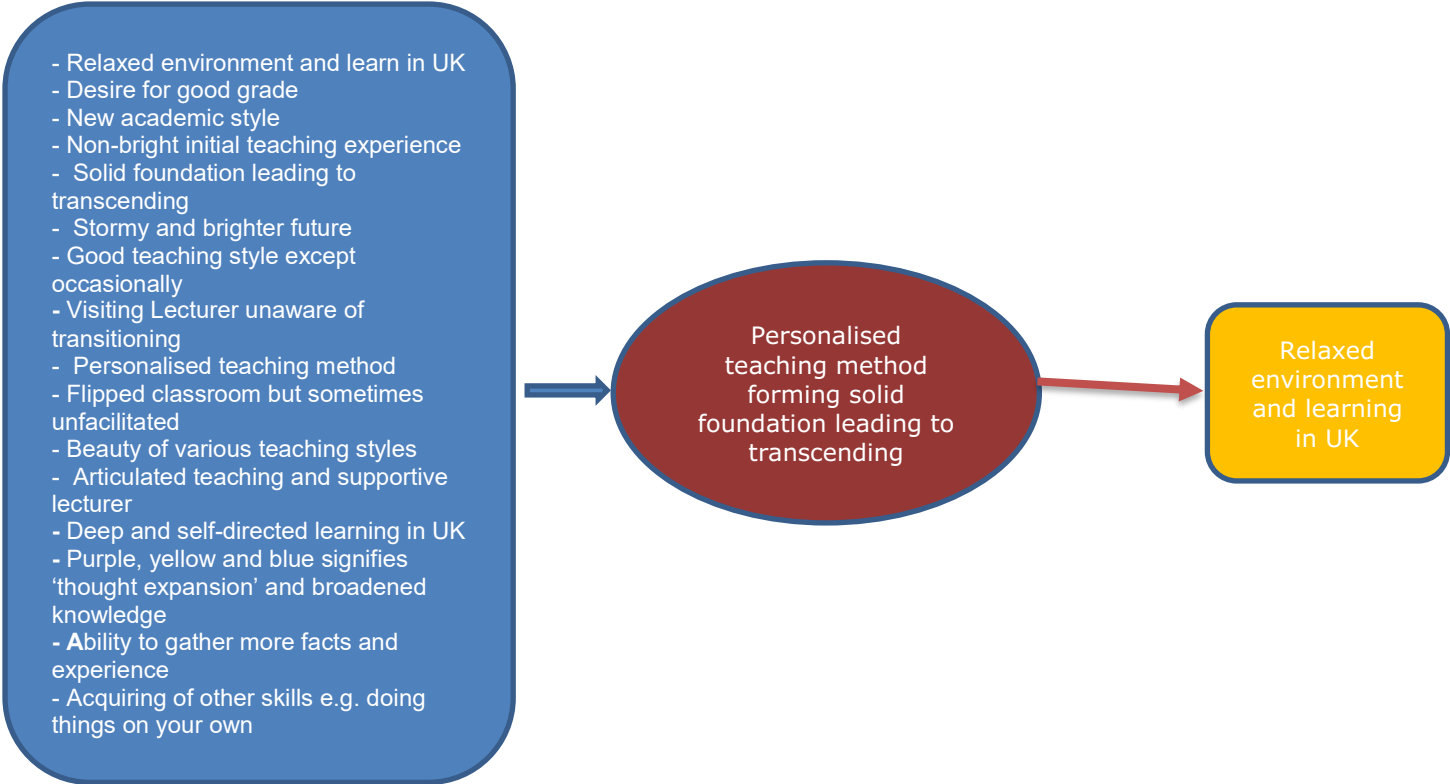 - Relaxed environment and learn in UK
- Desire for good grade
- New academic style
- Non-bright initial teaching experience
-  Solid foundation leading to
transcending
-  Stormy and brighter future
- Good teaching style except
occasionally
- Visiting Lecturer unaware of
transitioning
-  Personalised teaching method
- Flipped classroom but sometimes
unfacilitated
- Beauty of various teaching styles
-  Articulated teaching and supportive
lecturer
- Deep and self-directed learning in UK
- Purple, yellow and blue signifies
‘thought expansion’ and broadened
knowledge
- Ability to gather more facts and
experience
- Acquiring of other skills e.g. doing
things on your own
Personalised
teaching method
forming solid
foundation leading to
transcending
Relaxed
environment
and learning
in UK